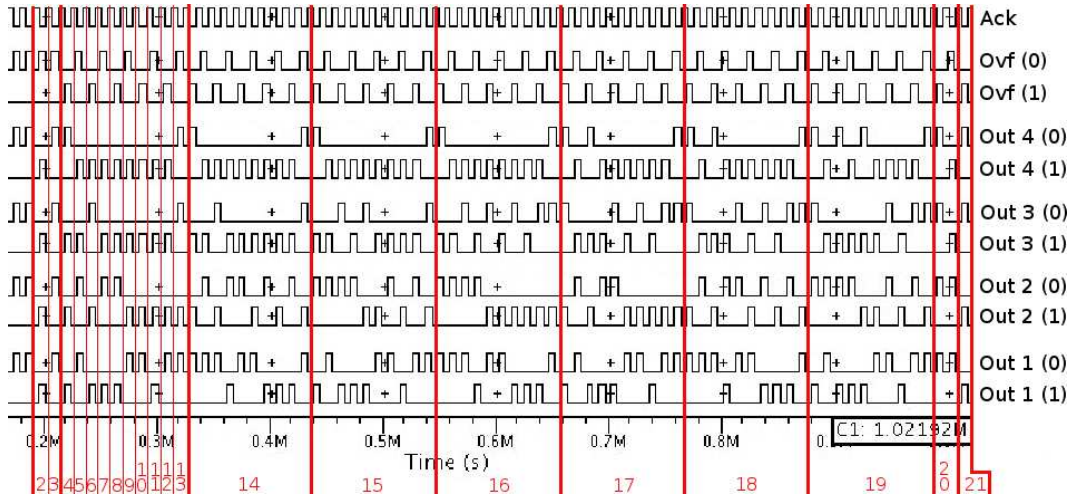 Ack
Ovf (0)
Ovf (1)
Out 4 (0)
Out 4 (1)
Out 3 (0)
Out 3 (1)
Out 2 (0)
Out 2 (1)
Out 1 (0)
Out 1 (1)
0.2M 0.3M 0.4M 0.5M 0.6M 0.7M 0.8M C1: 1.02192M
Time (s)
2 3 4 5 6 7 8 9 10 11 12 13 14 15 16 17 18 19 20 21